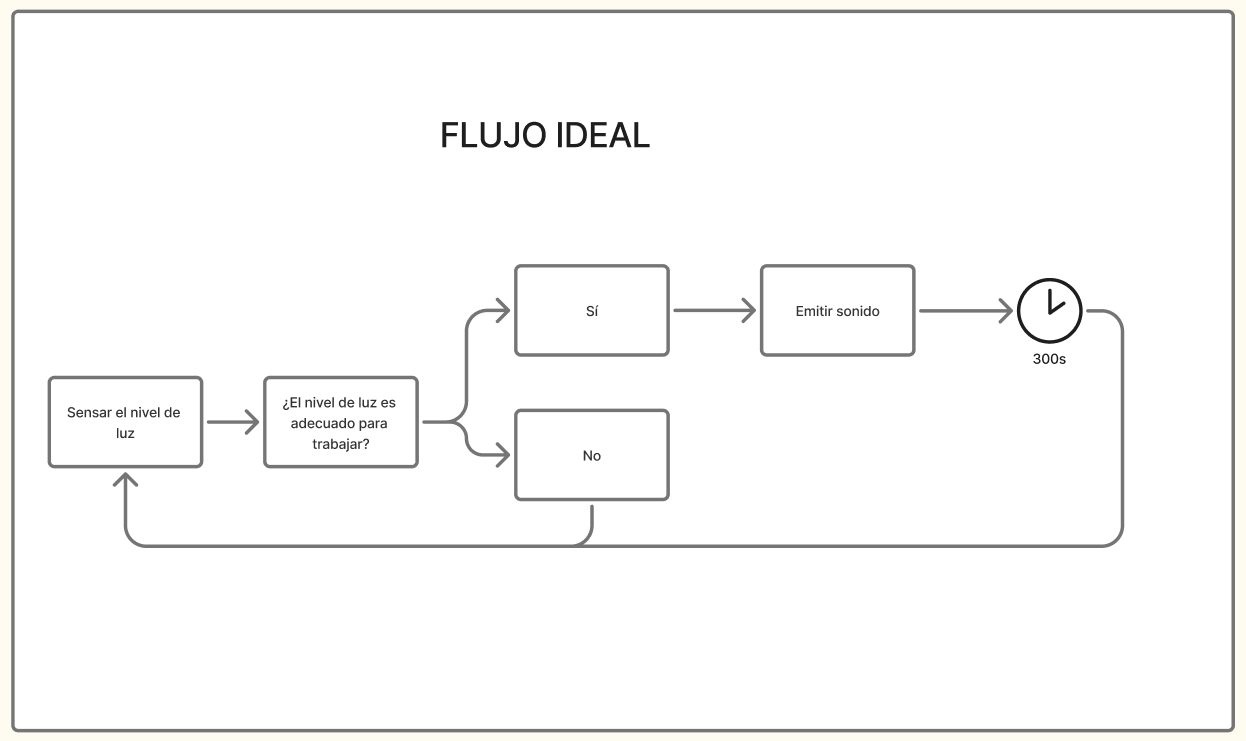 FLUJO IDEAL
Sensar el nivel de
luz
¿El nivel de luz es
adecuado para
trabajar?
Sí
Emitir sonido
300s
No